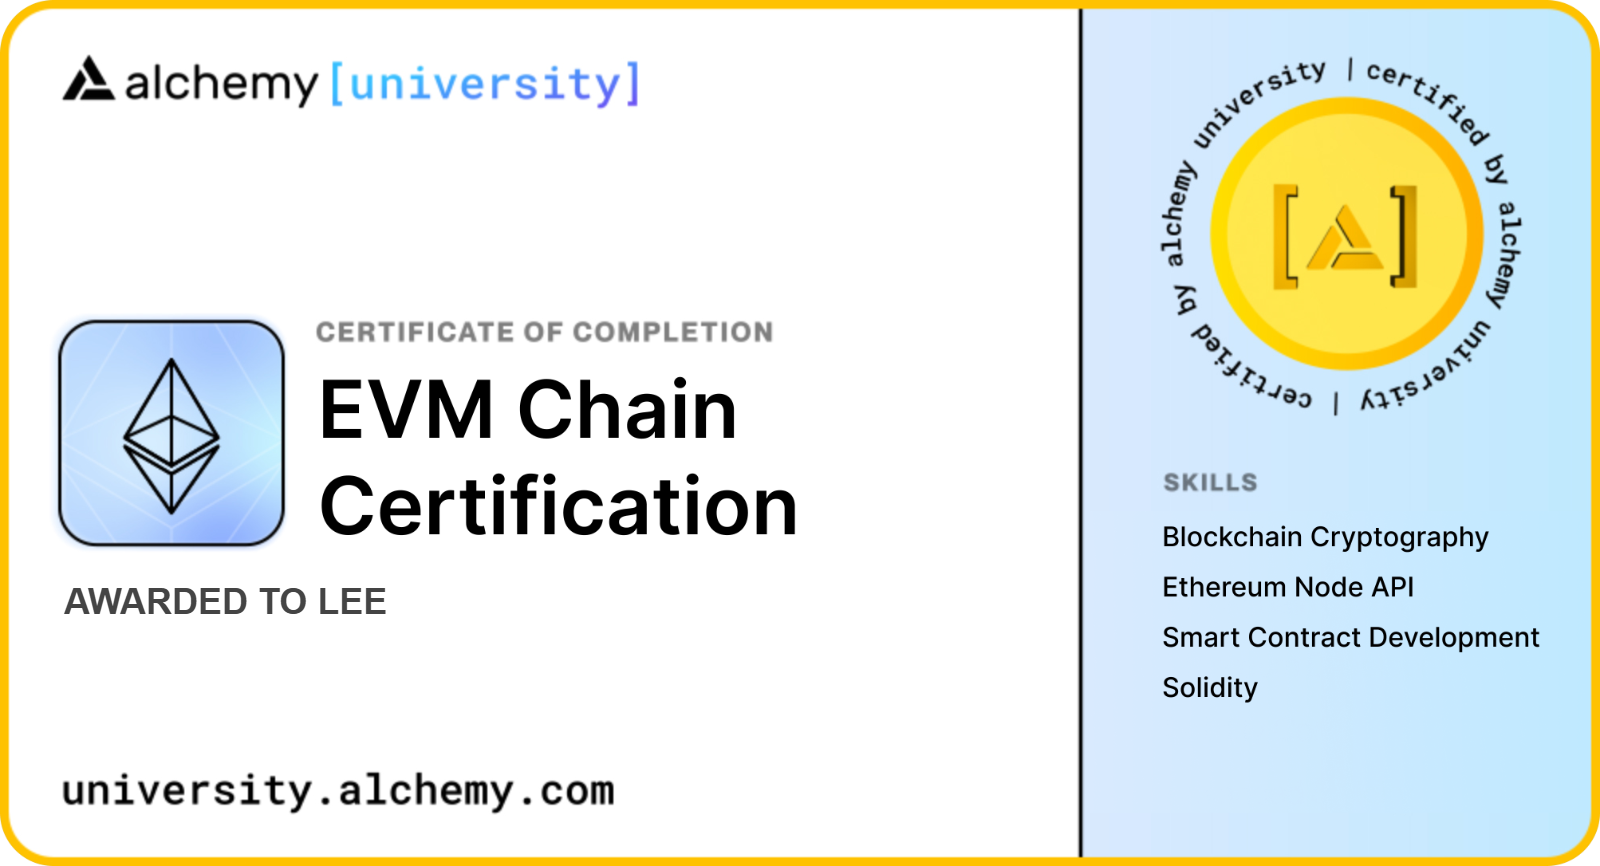 alchemy [university]
CERTIFICATE OF COMPLETION
EVM Chain
Certification
AWARDED TO LEE
university.alchemy.com
certified by alchemy university | certified by alchemy university |
SKILLS
Blockchain Cryptography
Ethereum Node API
Smart Contract Development
Solidity